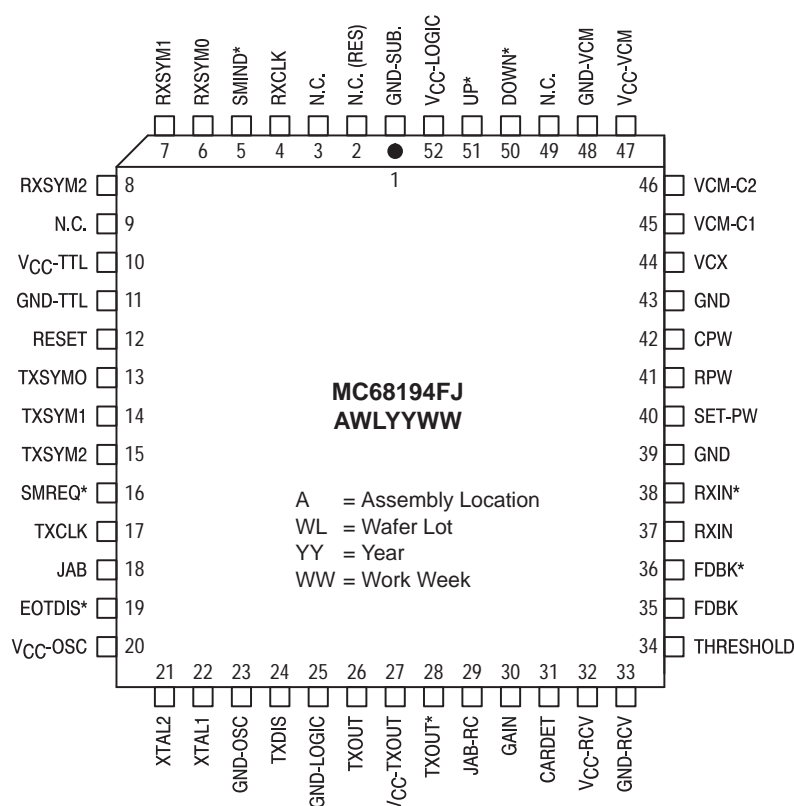 RXSYM1
RXSYM0
SMIND*
RXCLK
N.C.
N.C. (RES)
GND-SUB.
VCC-LOGIC
UP*
DOWN*
N.C.
GND-VCM
VCC-VCM
7 6 5 4 3 2 52 51 50 49 48 47
1
RXSYM2 8
N.C. 9
VCC-TTL 10
GND-TTL 11
RESET 12
TXSYMO 13
TXSYM1 14
TXSYM2 15
SMREQ* 16
TXCLK 17
JAB 18
EOTDIS* 19
VCC-OSC 20
MC68194FJ
AWLYYWW
A = Assembly Location
WL = Wafer Lot
YY = Year
WW = Work Week
46 VCM-C2
45 VCM-C1
44 VCX
43 GND
42 CPW
41 RPW
40 SET-PW
39 GND
38 RXIN*
37 RXIN
36 FDBK*
35 FDBK
34 THRESHOLD
21 22 23 24 25 26 27 28 29 30 31 32 33
XTAL2
XTAL1
GND-OSC
TXDIS
GND-LOGIC
TXOUT
VCC-TXOUT
TXOUT*
JAB-RC
GAIN
CARDET
VCC-RCV
GND-RCV